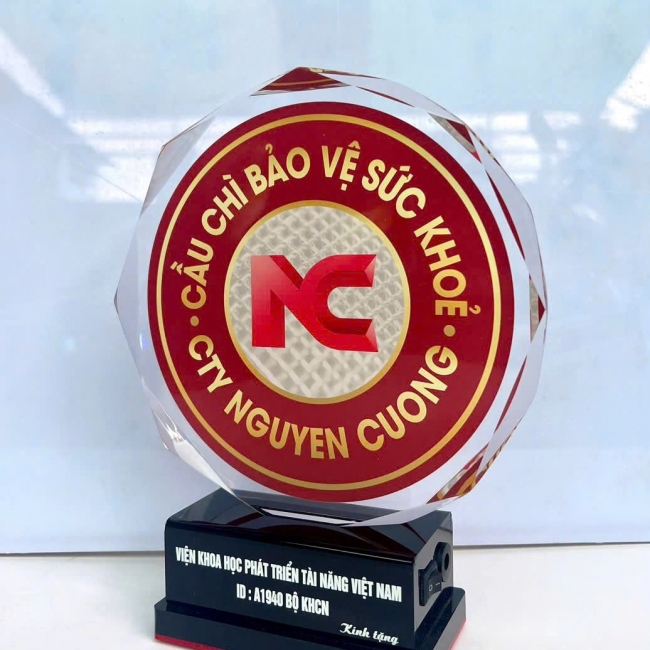 CẦU CHÌ BẢO VỆ SỨC KHOẺ
NC
• CTY NGUYEN CUONG •
VIỆN KHOA HỌC PHÁT TRIỂN TÀI NĂNG VIỆT NAM
ID : A1940 BỘ KHCN
Kính tặng